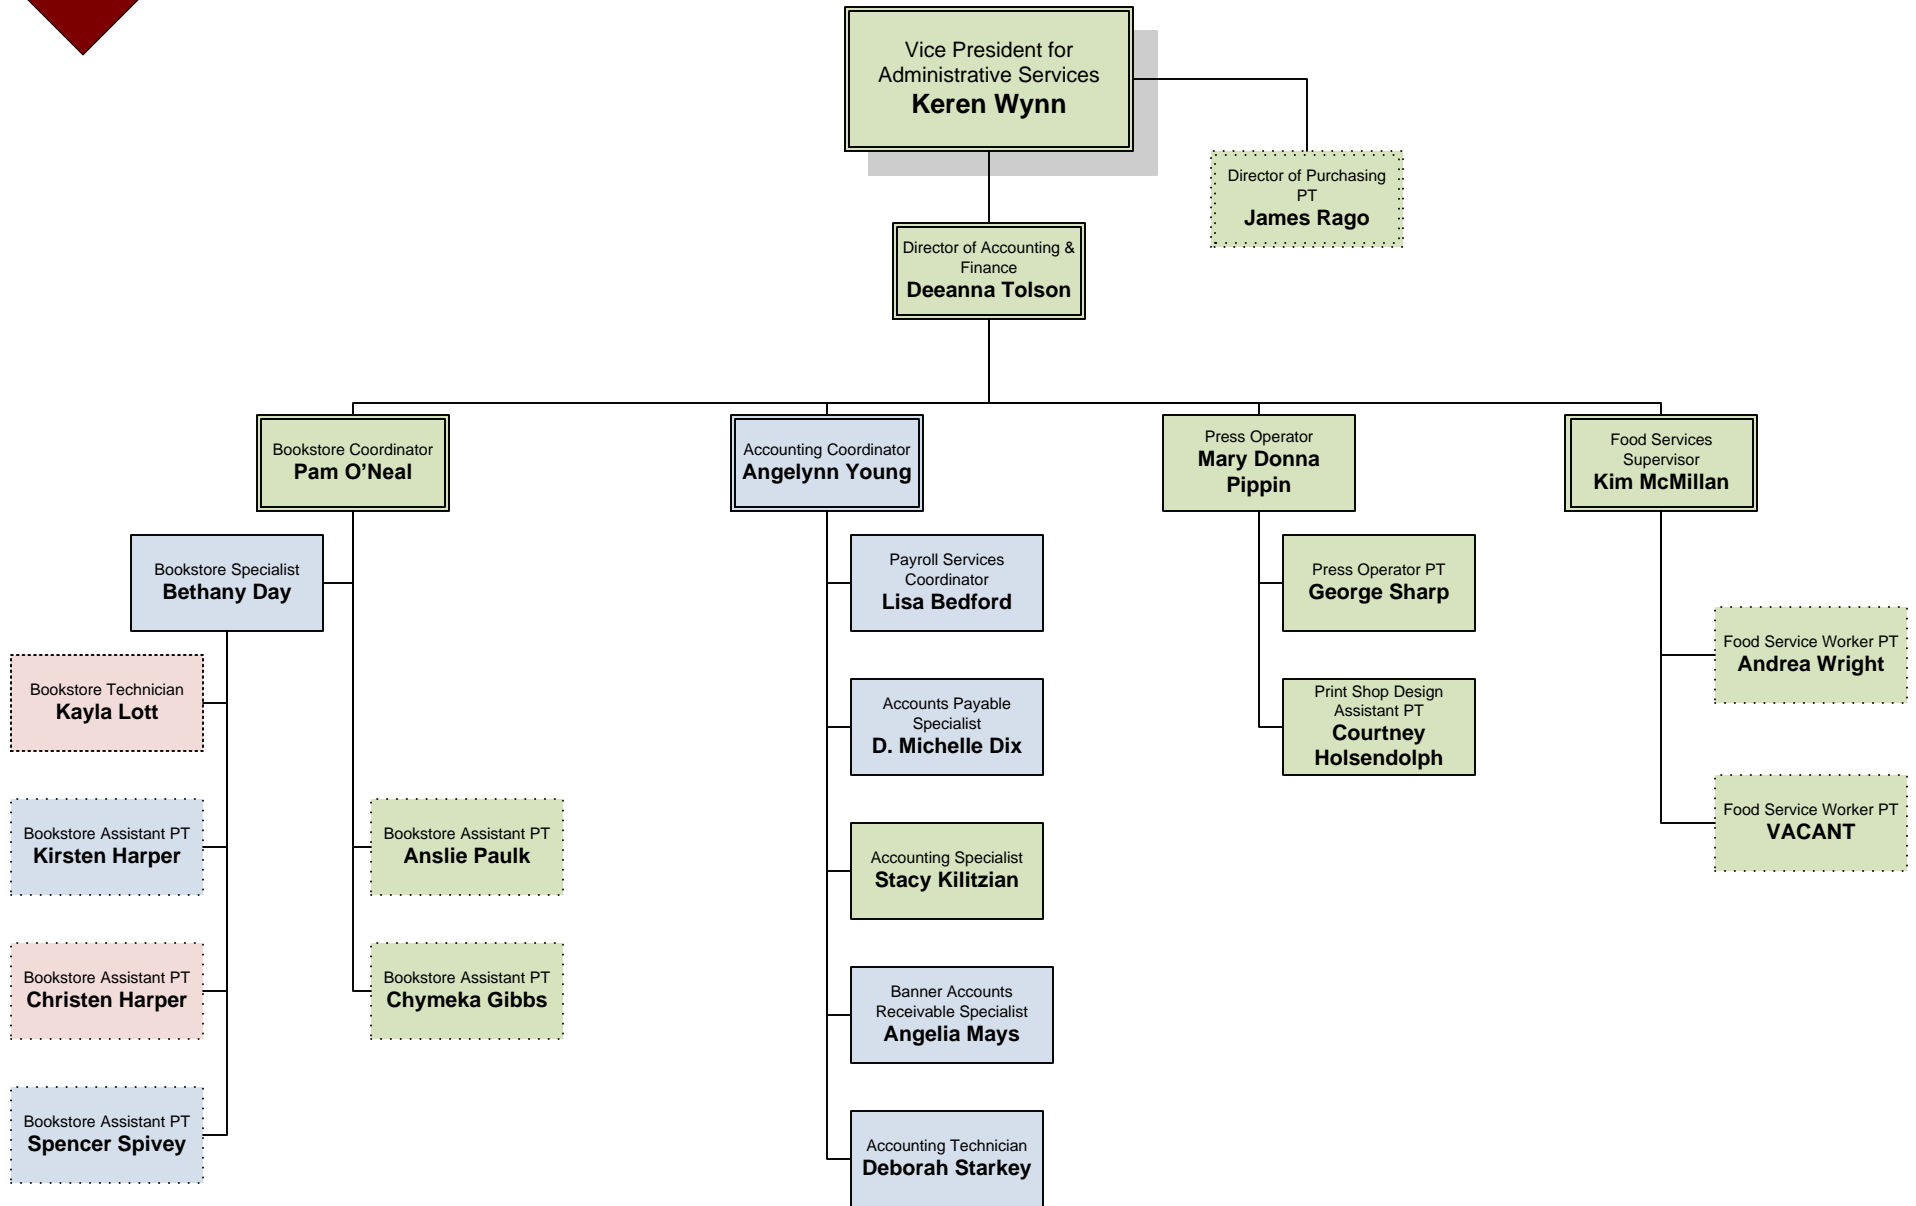 Vice President for
Administrative Services
Keren Wynn
Director of Purchasing
PT
James Rago
Director of Accounting &
Finance
Deeanna Tolson
Bookstore Coordinator
Pam O’Neal
Accounting Coordinator
Angelynn Young
Press Operator
Mary Donna
Pippin
Food Services
Supervisor
Kim McMillan
Bookstore Specialist
Bethany Day
Bookstore Technician
Kayla Lott
Bookstore Assistant PT
Kirsten Harper
Bookstore Assistant PT
Christen Harper
Bookstore Assistant PT
Spencer Spivey
Bookstore Assistant PT
Anslie Paulk
Bookstore Assistant PT
Chymeka Gibbs
Payroll Services
Coordinator
Lisa Bedford
Accounts Payable
Specialist
D. Michelle Dix
Accounting Specialist
Stacy Kilitzian
Banner Accounts
Receivable Specialist
Angelia Mays
Accounting Technician
Deborah Starkey
Press Operator PT
George Sharp
Print Shop Design
Assistant PT
Courtney
Holsendolph
Food Service Worker PT
Andrea Wright
Food Service Worker PT
VACANT